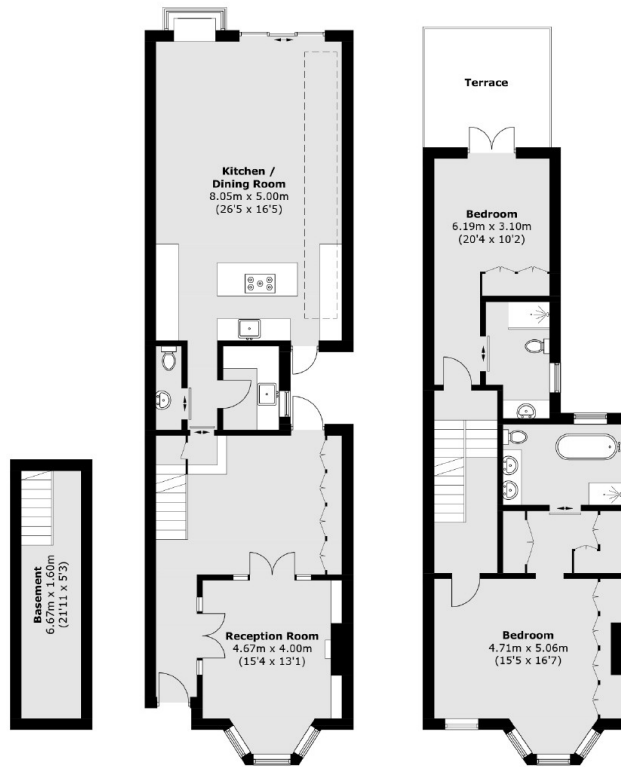 Basement
6.67m x 1.60m
(21'11 x 5'3)
Kitchen /
Dining Room
8.05m x 5.00m
(26'5 x 16'5)
Reception Room
4.67m x 4.00m
(15'4 x 13'1)
Terrace
Bedroom
6.19m x 3.10m
(20'4 x 10'2)
Bedroom
4.71m x 5.06m
(15'5 x 16'7)